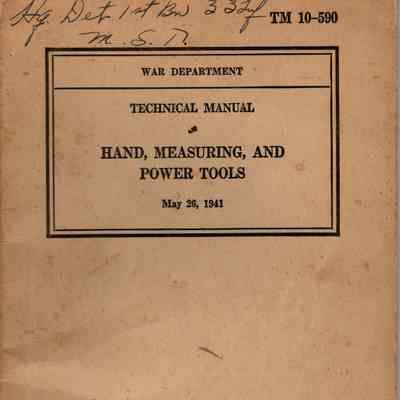 Hq. Det. 1st Bn 332nf
M. S. T.
TM 10–590
WAR DEPARTMENT
TECHNICAL MANUAL
HAND, MEASURING, AND
POWER TOOLS
May 26, 1941